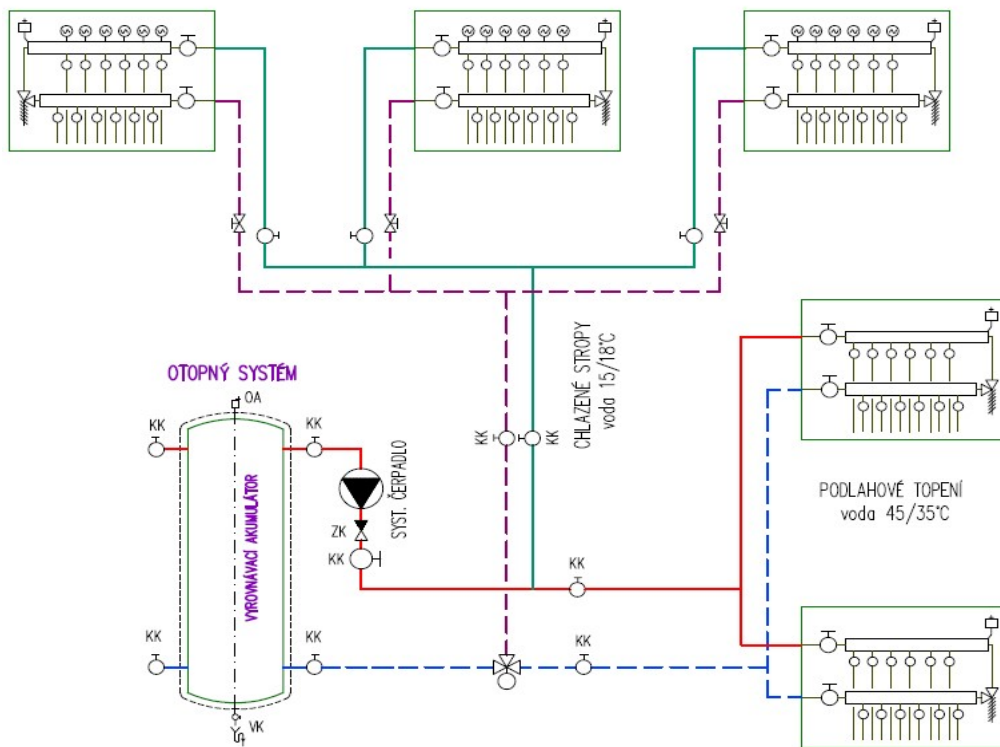 CHLAZENÉ STROPY
voda 15/18°C
OTOPNÝ SYSTÉM
OA
KK
KK
KK
KK
VYROVNÁVACÍ AKUMULÁTOR
SYST. ČERPADLO
ZK
KK
PODLAHOVÉ TOPENÍ
voda 45/35°C
KK
KK
KK
KK
VK